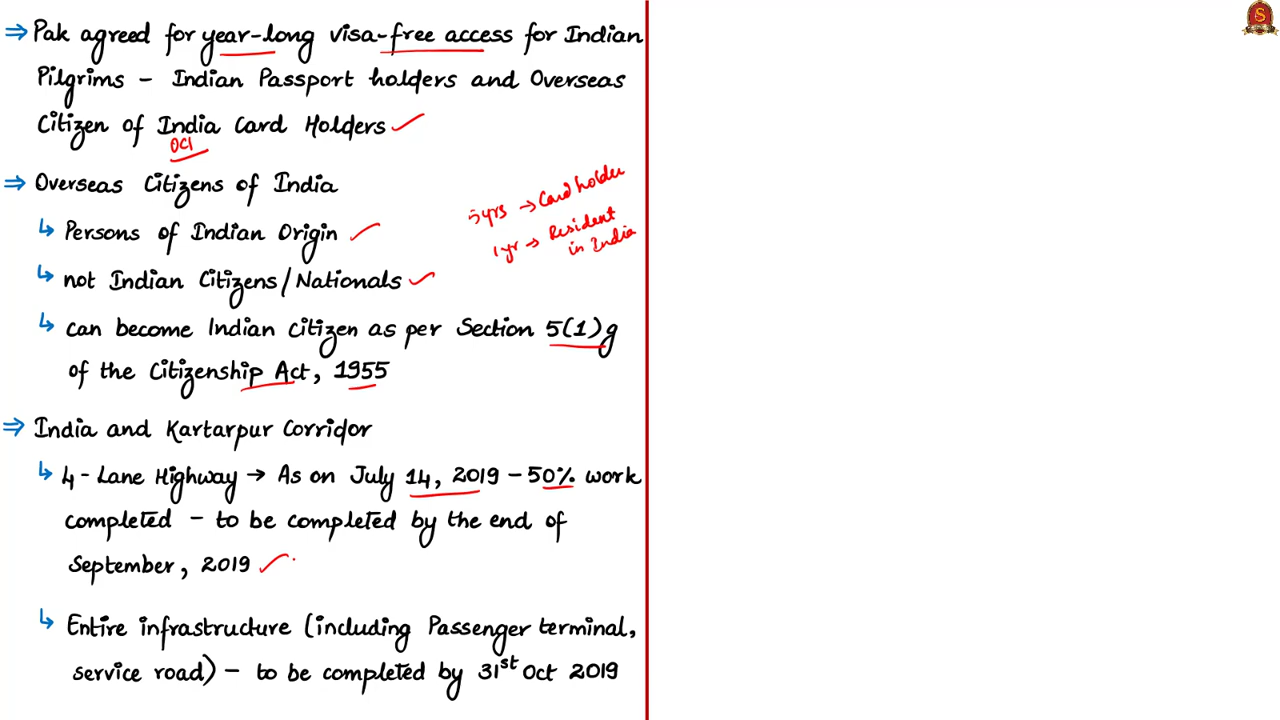 ⇒ Pak agreed for year-long visa-free access for Indian
Pilgrims - Indian Passport holders and Overseas
Citizen of India Card Holders
OCI
⇒ Overseas Citizens of India
↳ Persons of Indian Origin
5 yrs → Card holder
1 yr → Resident
in India
↳ not Indian Citizens/Nationals
↳ can become Indian citizen as per Section 5(1)g
of the Citizenship Act, 1955
⇒ India and Kartarpur Corridor
↳ 4-Lane Highway → As on July 14, 2019 - 50% work
completed - to be completed by the end of
September, 2019
↳ Entire infrastructure (including Passenger terminal,
service road) - to be completed by 31st Oct 2019
S